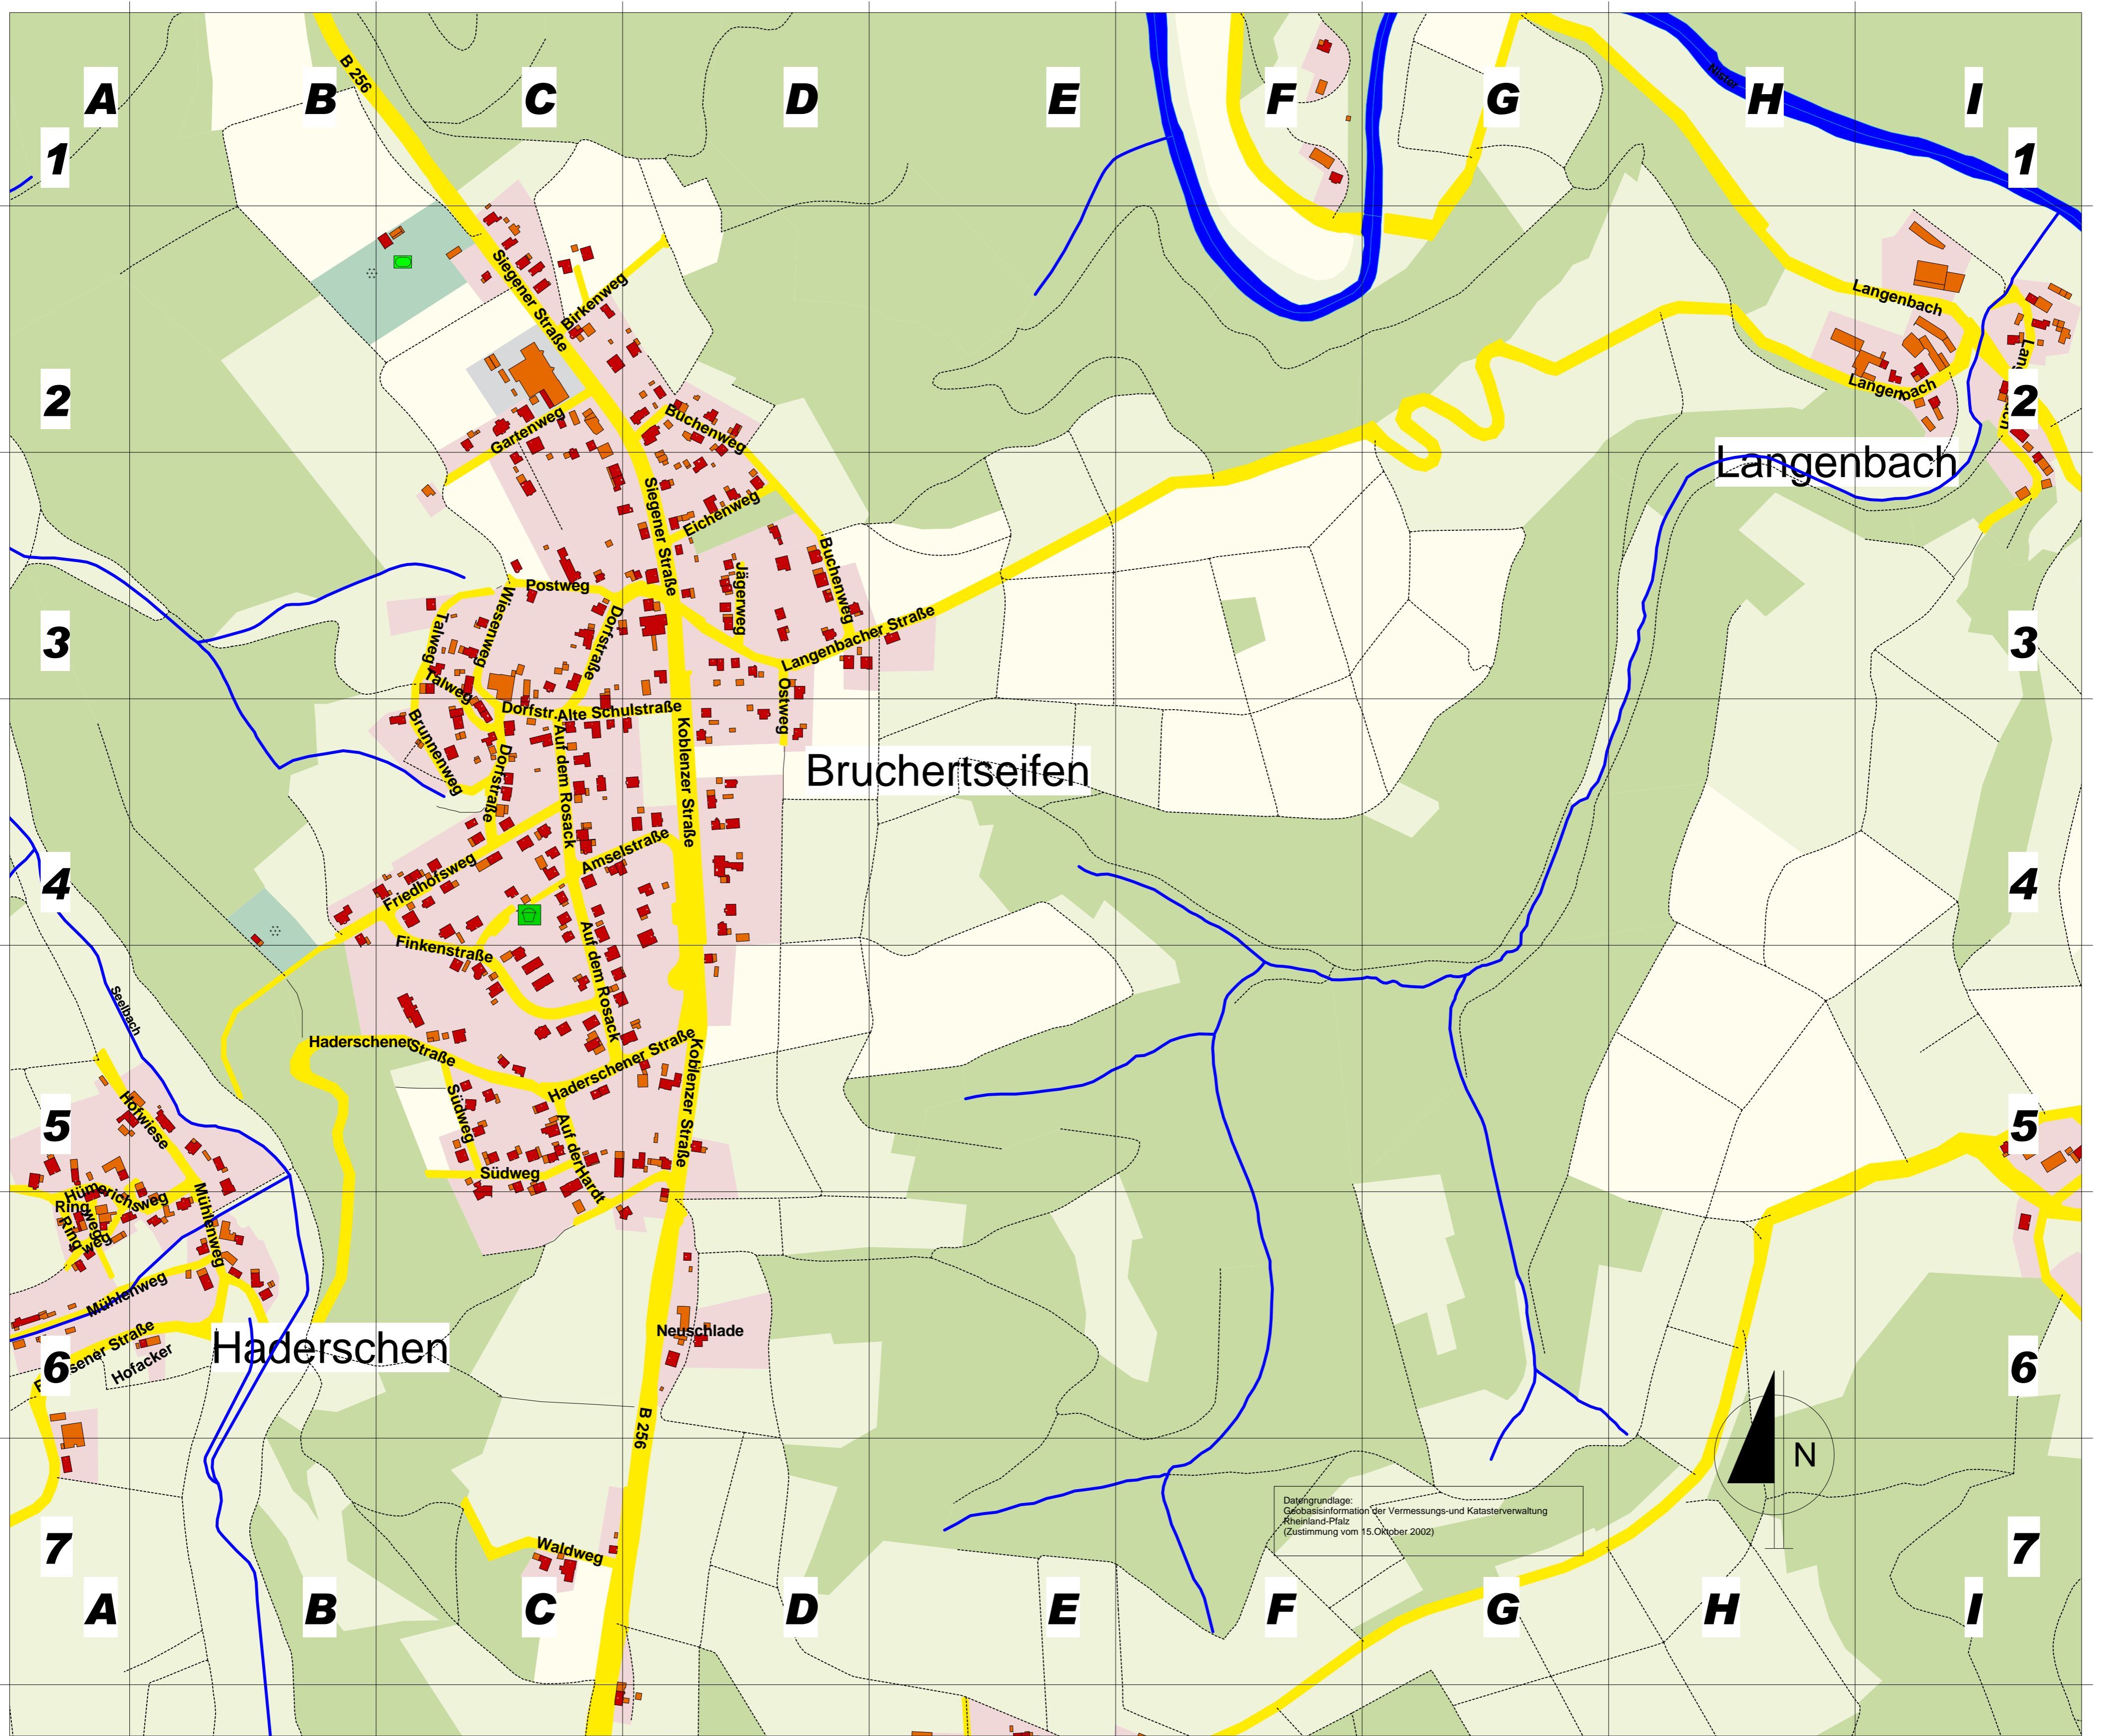 A B C D E F G H I
1 1
B 256
Nister
Siegener Straße
Birkenweg
Langenbach
Langenbach
2 2
Gartenweg
Buchenweg
Langenbach
Siegener Straße
Eichenweg
Buchenweg
Postweg
Jägerweg
Wiesenweg
Dorfstraße
Talweg
3 3
Langenbacher Straße
Talweg
Ostweg
Dorfstr.
Alte Schulstraße
Brunnenweg
Dorfstraße
Auf dem Rosack
Koblenzer Straße
Bruchertseifen
Amselstraße
Friedhofsweg
4 4
Finkenstraße
Auf dem Rosack
Seelbach
Haderschener Straße
Haderschener Straße
Koblenzer Straße
Hofwiese
Südweg
5 5
Auf der Hardt
Südweg
Hümerichsweg
Ringweg
Ringweg
Mühlenweg
Mühlenweg
Neuschlade
Haderschen
sener Straße
Hofacker
6 6
B 256
N
Datengrundlage:
Geobasisinformation der Vermessungs-und Katasterverwaltung
Rheinland-Pfalz
(Zustimmung vom 15.Oktober 2002)
7 7
Waldweg
A B C D E F G H I